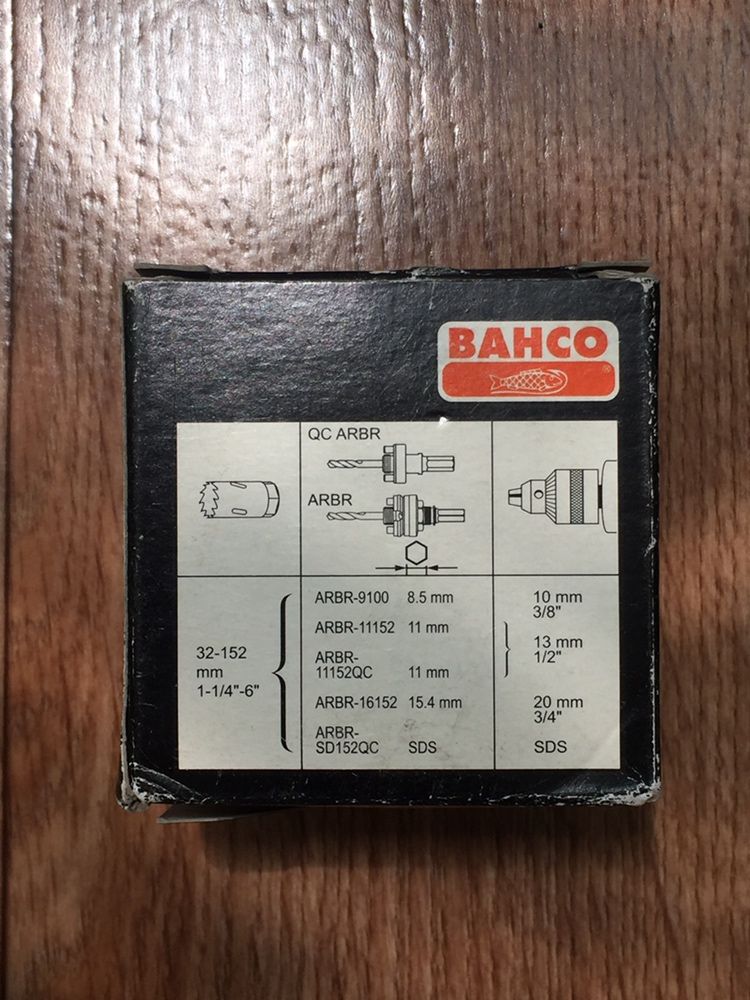 BAHCO
®
QC ARBR
ARBR
32-152
mm
1-1/4"-6"
ARBR-9100 8.5 mm
ARBR-11152 11 mm
ARBR-
11152QC 11 mm
ARBR-16152 15.4 mm
ARBR-
SD152QC SDS
10 mm
3/8"
13 mm
1/2"
20 mm
3/4"
SDS